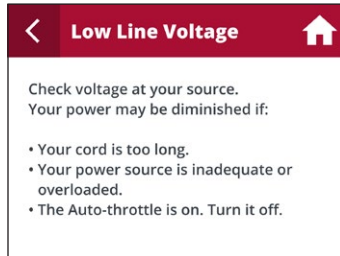 Low Line Voltage
Check voltage at your source.
Your power may be diminished if:
• Your cord is too long.
• Your power source is inadequate or
overloaded.
• The Auto-throttle is on. Turn it off.